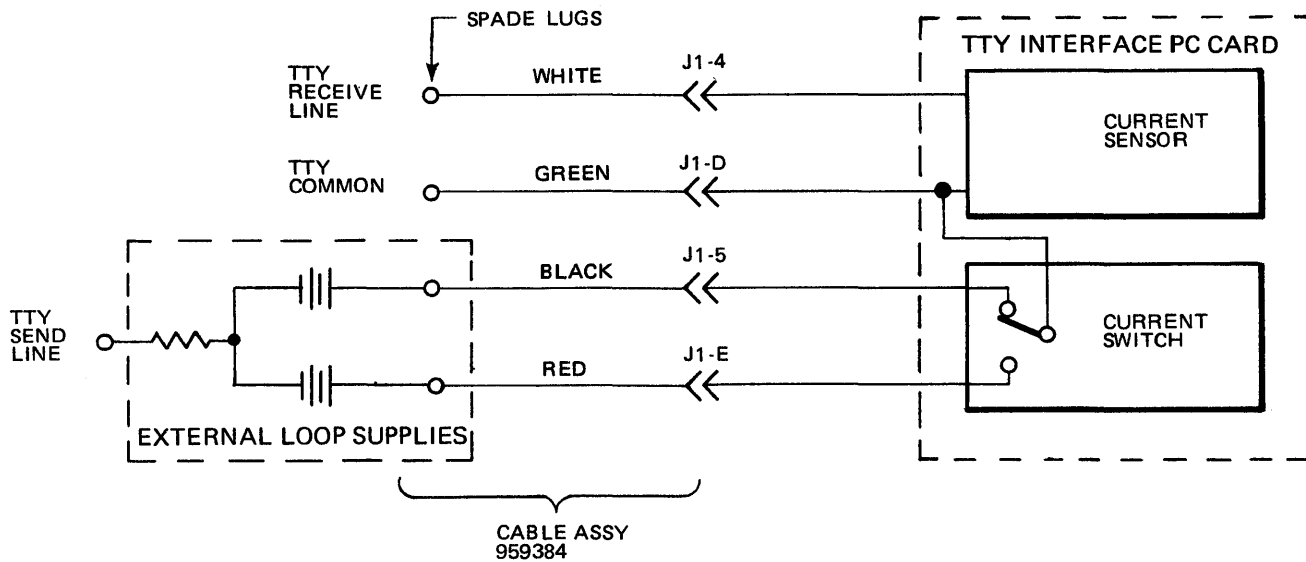 SPADE LUGS
TTY INTERFACE PC CARD
TTY
RECEIVE
LINE
WHITE
J1-4
CURRENT
SENSOR
TTY
COMMON
GREEN
J1-D
BLACK
J1-5
TTY
SEND
LINE
CURRENT
SWITCH
RED
J1-E
EXTERNAL LOOP SUPPLIES
CABLE ASSY
959384